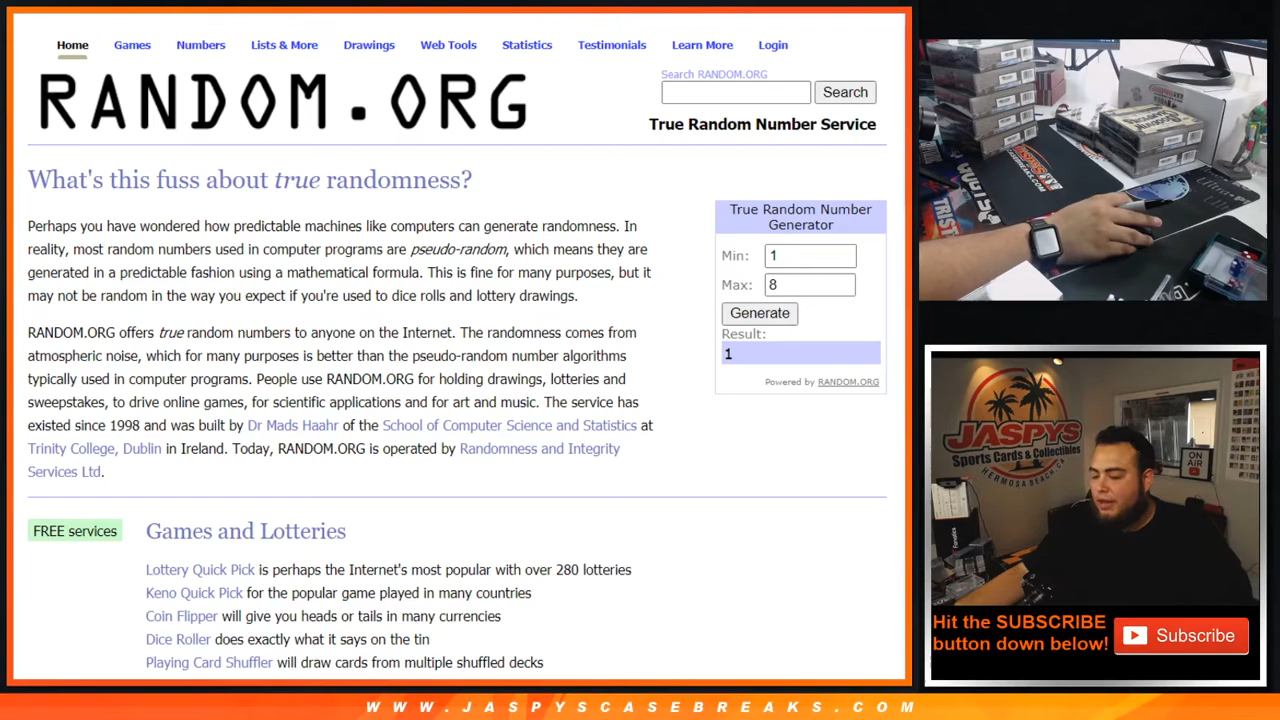 Home Games Numbers Lists & More Drawings Web Tools Statistics Testimonials Learn More Login
RANDOM.ORG
Search RANDOM.ORG
Search
True Random Number Service
What's this fuss about true randomness?
Perhaps you have wondered how predictable machines like computers can generate randomness. In
reality, most random numbers used in computer programs are pseudo-random, which means they are
generated in a predictable fashion using a mathematical formula. This is fine for many purposes, but it
may not be random in the way you expect if you're used to dice rolls and lottery drawings.
RANDOM.ORG offers true random numbers to anyone on the Internet. The randomness comes from
atmospheric noise, which for many purposes is better than the pseudo-random number algorithms
typically used in computer programs. People use RANDOM.ORG for holding drawings, lotteries and
sweepstakes, to drive online games, for scientific applications and for art and music. The service has
existed since 1998 and was built by Dr Mads Haahr of the School of Computer Science and Statistics at
Trinity College, Dublin in Ireland. Today, RANDOM.ORG is operated by Randomness and Integrity
Services Ltd.
True Random Number
Generator
Min: 1
Max: 8
Generate
Result:
1
Powered by RANDOM.ORG
FREE services
Games and Lotteries
Lottery Quick Pick is perhaps the Internet's most popular with over 280 lotteries
Keno Quick Pick for the popular game played in many countries
Coin Flipper will give you heads or tails in many currencies
Dice Roller does exactly what it says on the tin
Playing Card Shuffler will draw cards from multiple shuffled decks
JASPYS
Sports Cards & Collectibles
HERMOSA BEACH, CA
ON
AIR
Fanatics
Hit the SUBSCRIBE
button down below!
Subscribe
WWW.JASPYSCASEBREAKS.COM